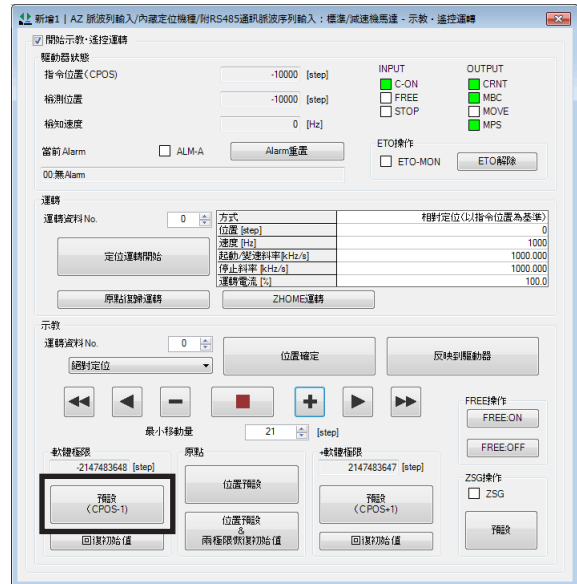 新增1 | AZ 脈波列輸入/內藏定位機種/附RS485通訊脈波序列輸入：標準/減速機馬達 - 示教・遙控運轉
開始示教・遙控運轉
驅動器狀態
指令位置(CPOS) -10000 [step]
檢測位置 -10000 [step]
檢知速度 0 [Hz]
INPUT
C-ON
FREE
STOP
OUTPUT
CRNT
MBC
MOVE
MPS
當前Alarm ALM-A Alarm重置
00:無Alarm
ETO操作
ETO-MON ETO解除
運轉
運轉資料No. 0
定位運轉開始
方式 相對定位(以指令位置為基準)
位置 [step] 0
速度 [Hz] 1000
起動/變速斜率[kHz/s] 1000.000
停止斜率 [kHz/s] 1000.000
運轉電流 [%] 100.0
原點復歸運轉 ZHOME運轉
示教
運轉資料No. 0
絕對定位
位置確定 反映到驅動器
最小移動量 21 [step]
FREE操作
FREE:ON
FREE:OFF
-軟體極限
-2147483648 [step]
預設
(CPOS-1)
回復初始值
原點
位置預設
位置預設
&
兩極限恢復初始值
+軟體極限
2147483647 [step]
預設
(CPOS+1)
回復初始值
ZSG操作
ZSG
預設